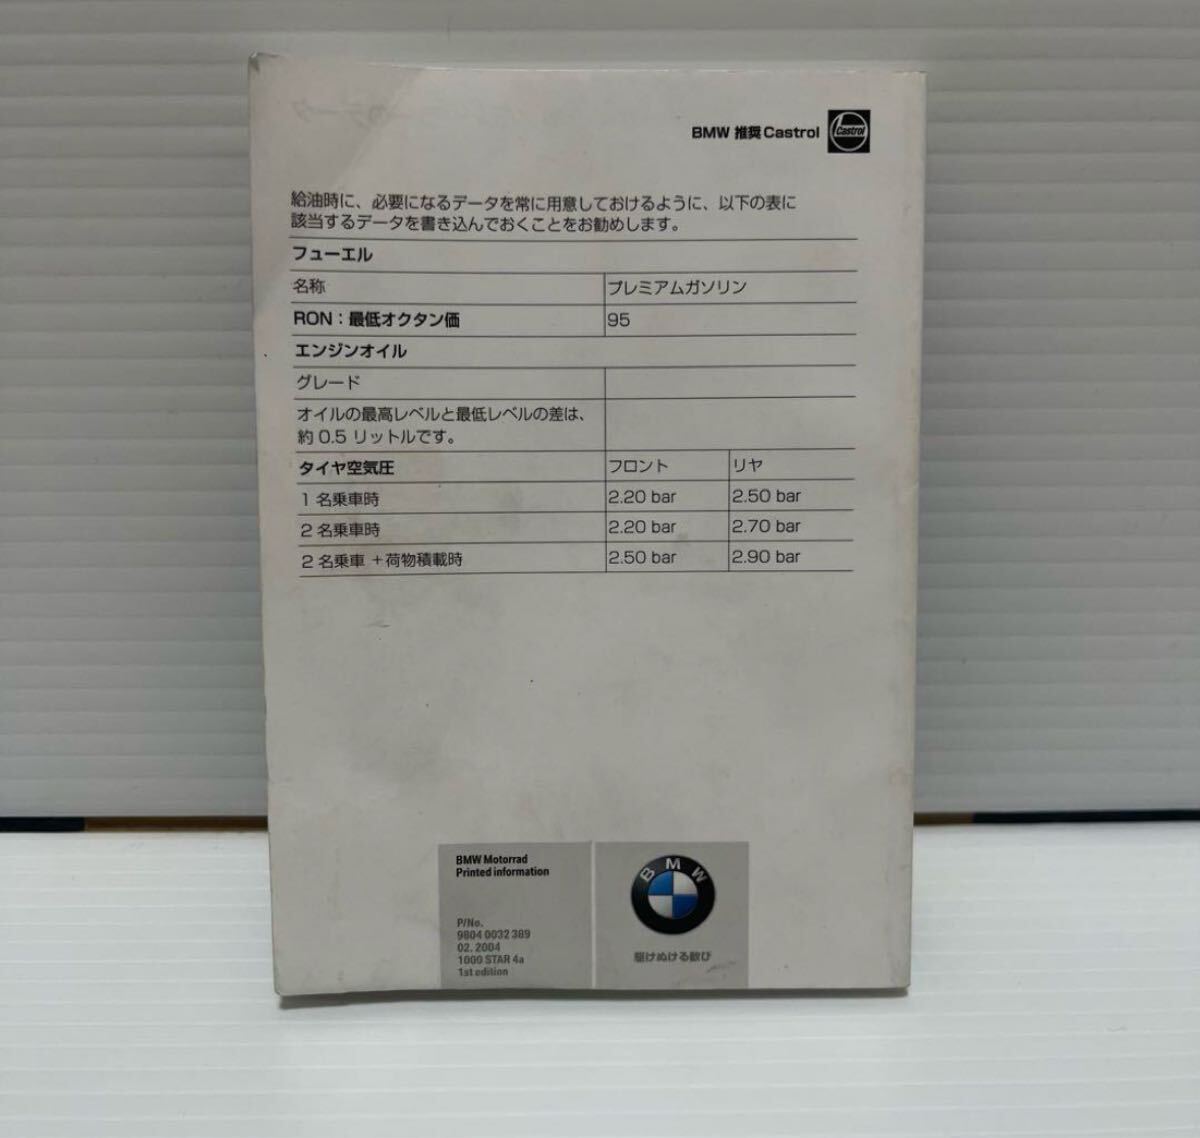 BMW 推奨 Castrol
Castrol
給油時に、必要になるデータを常に用意しておけるように、以下の表に
該当するデータを書き込んでおくことをお勧めします。
フューエル
名称 プレミアムガソリン
RON：最低オクタン価 95
エンジンオイル
グレード
オイルの最高レベルと最低レベルの差は、
約 0.5 リットルです。
タイヤ空気圧 フロント リヤ
1 名乗車時 2.20 bar 2.50 bar
2 名乗車時 2.20 bar 2.70 bar
2 名乗車 ＋荷物積載時 2.50 bar 2.90 bar
BMW Motorrad
Printed information
P/No.
9804 0032 389
02. 2004
1000 STAR 4a
1st edition
BMW
駆けぬける歓び